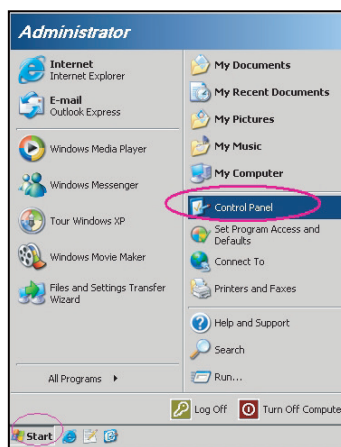 Administrator
Internet
Internet Explorer
E-mail
Outlook Express
Windows Media Player
Windows Messenger
Tour Windows XP
Windows Movie Maker
Files and Settings Transfer
Wizard
All Programs
My Documents
My Recent Documents
My Pictures
My Music
My Computer
Control Panel
Set Program Access and
Defaults
Connect To
Printers and Faxes
Help and Support
Search
Run...
Log Off
Turn Off Compute
Start